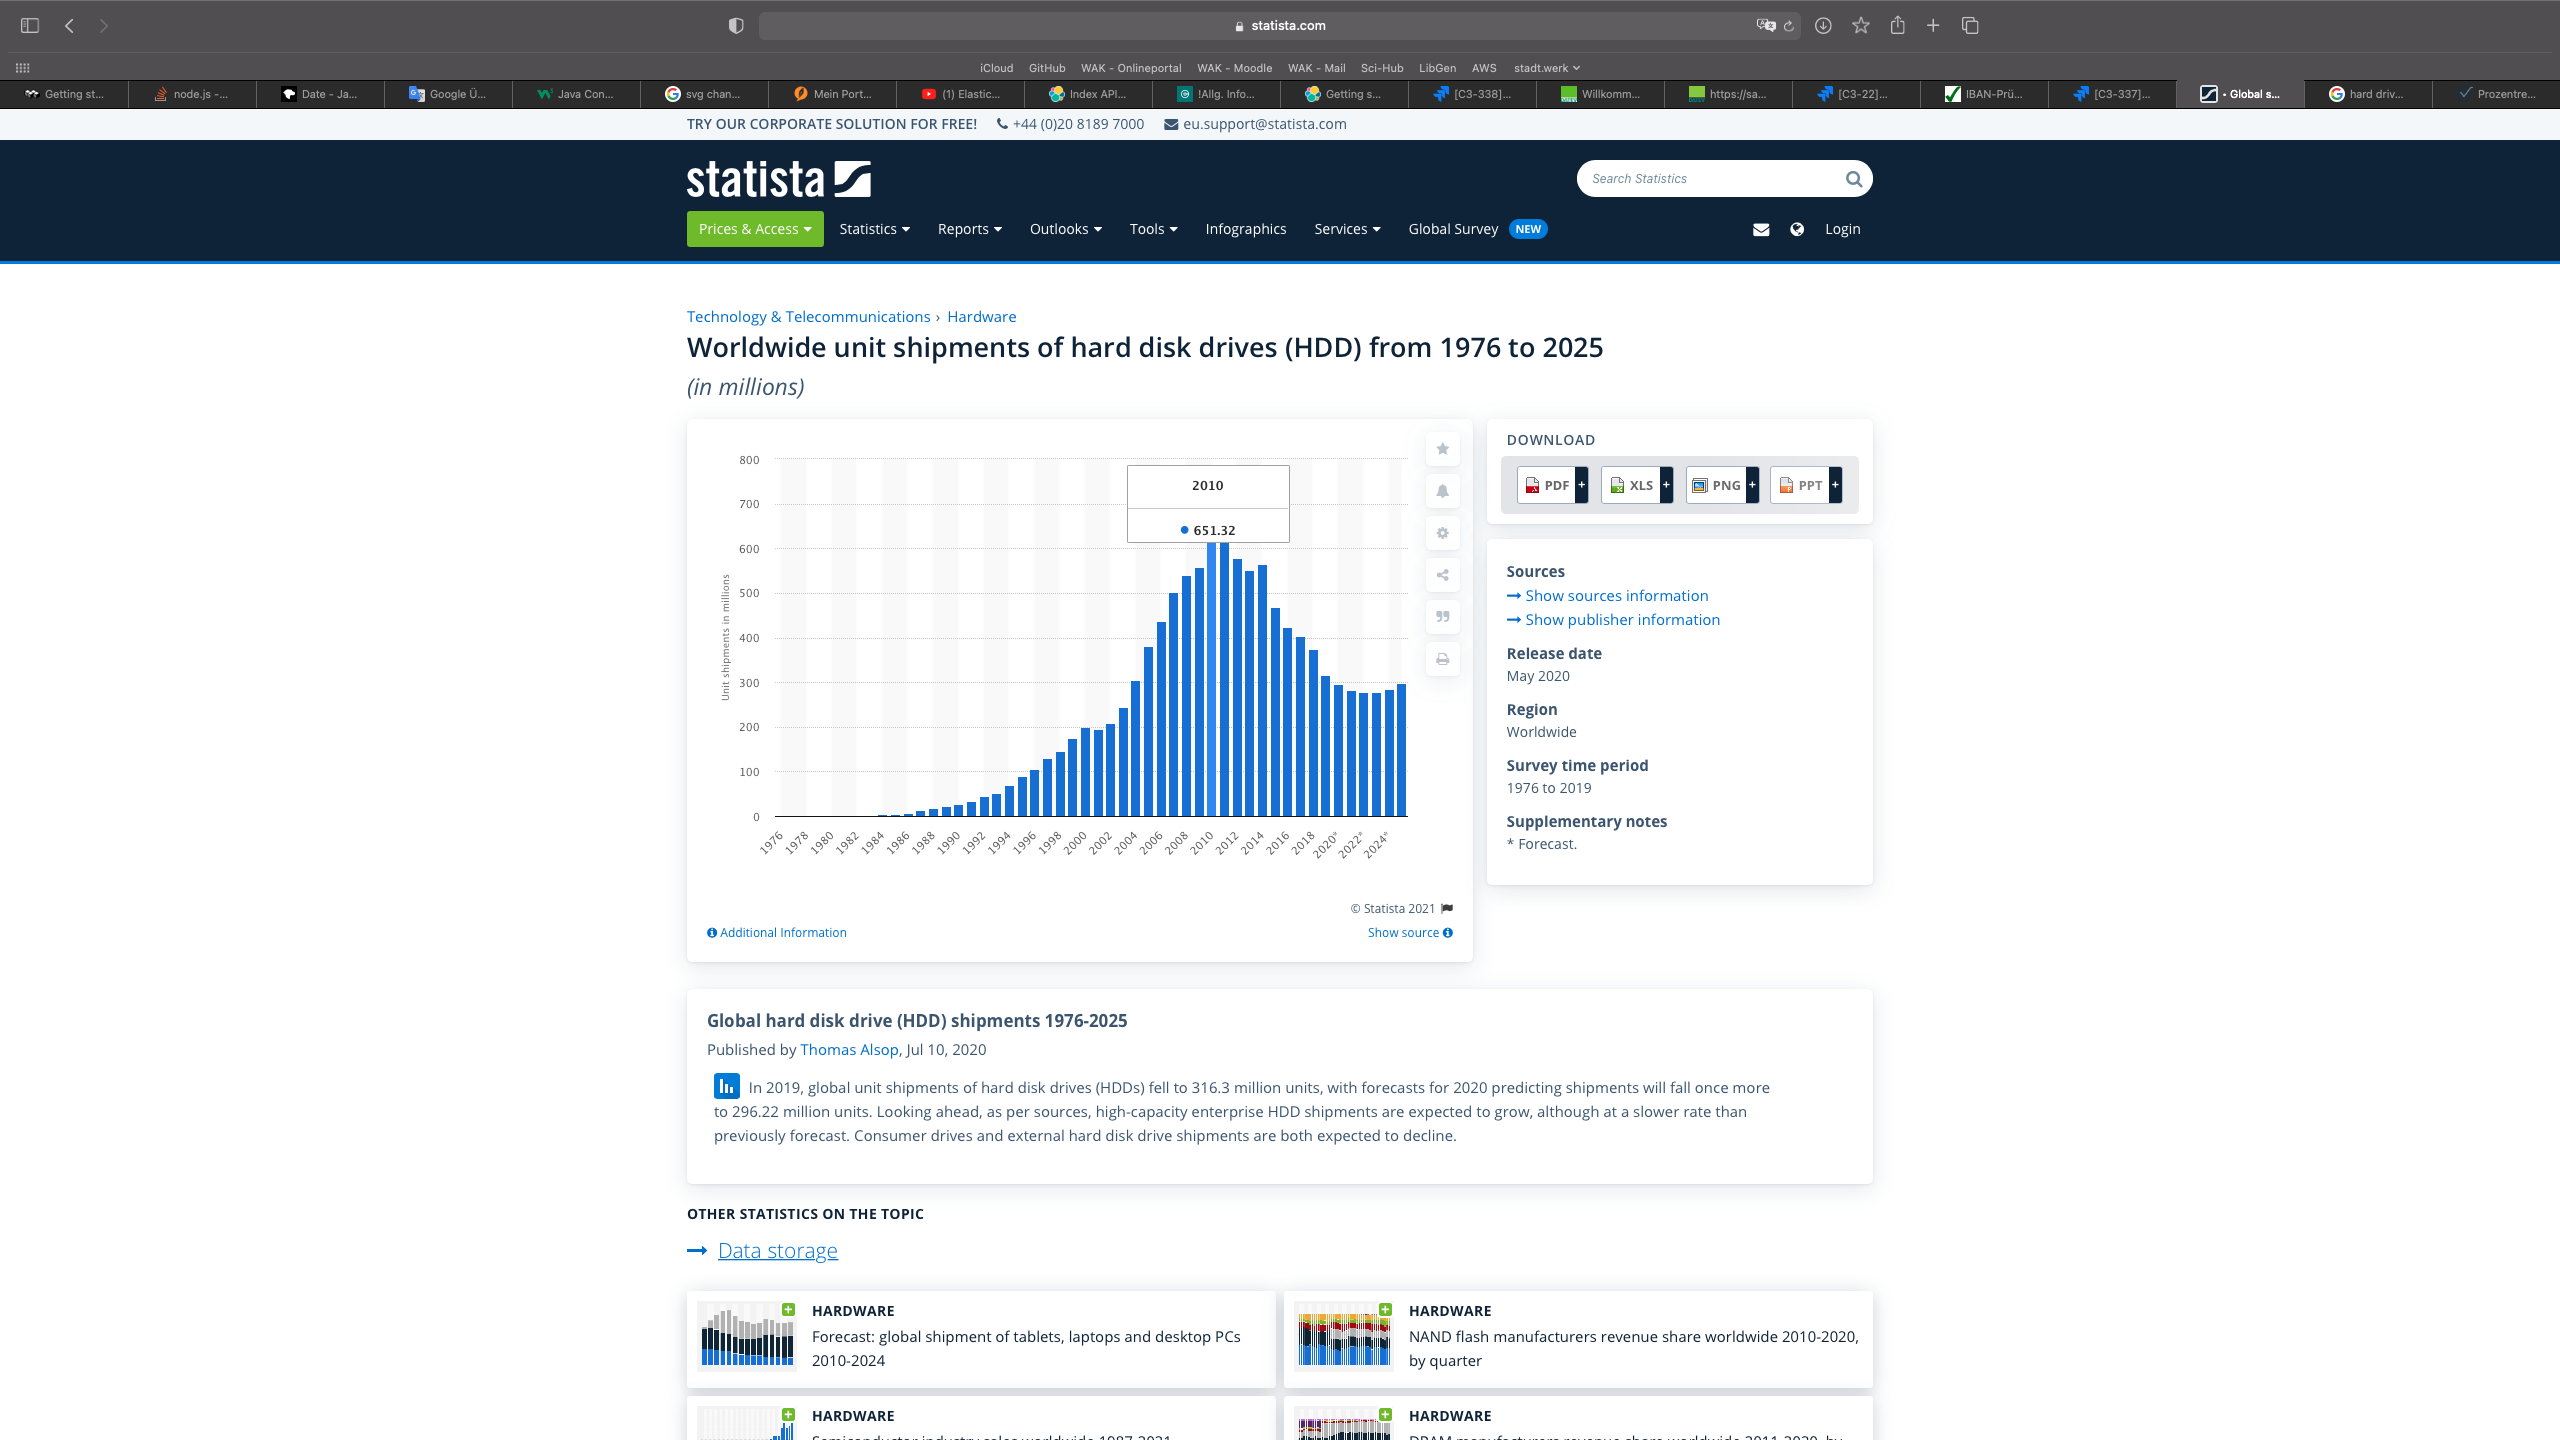 statista.com
iCloud GitHub WAK - Onlineportal WAK - Moodle WAK - Mail Sci-Hub LibGen AWS stadt.werk
Getting st... node.js -... Date - Ja... Google Ü... Java Con... svg chan... Mein Port... (1) Elastic... Index API... !Allg. Info... Getting s... [C3-338]... Willkomm... https://sa... [C3-22]... IBAN-Prü... [C3-337]... • Global s... hard driv... Prozentre...
TRY OUR CORPORATE SOLUTION FOR FREE! +44 (0)20 8189 7000 eu.support@statista.com
statista
Search Statistics
Prices & Access Statistics Reports Outlooks Tools Infographics Services Global Survey NEW Login
Technology & Telecommunications › Hardware
Worldwide unit shipments of hard disk drives (HDD) from 1976 to 2025
(in millions)
800
700
600
500
400
300
200
100
0
Unit shipments in millions
2010
651.32
1976 1978 1980 1982 1984 1986 1988 1990 1992 1994 1996 1998 2000 2002 2004 2006 2008 2010 2012 2014 2016 2018 2020* 2022* 2024*
© Statista 2021
Additional Information
Show source
DOWNLOAD
PDF + XLS + PNG + PPT +
Sources
Show sources information
Show publisher information
Release date
May 2020
Region
Worldwide
Survey time period
1976 to 2019
Supplementary notes
* Forecast.
Global hard disk drive (HDD) shipments 1976-2025
Published by Thomas Alsop, Jul 10, 2020
In 2019, global unit shipments of hard disk drives (HDDs) fell to 316.3 million units, with forecasts for 2020 predicting shipments will fall once more
to 296.22 million units. Looking ahead, as per sources, high-capacity enterprise HDD shipments are expected to grow, although at a slower rate than
previously forecast. Consumer drives and external hard disk drive shipments are both expected to decline.
OTHER STATISTICS ON THE TOPIC
Data storage
HARDWARE
Forecast: global shipment of tablets, laptops and desktop PCs
2010-2024
HARDWARE
NAND flash manufacturers revenue share worldwide 2010-2020,
by quarter
HARDWARE
Semiconductor industry sales worldwide 1987-2021
HARDWARE
DRAM manufacturers revenue share worldwide 2011-2020, by